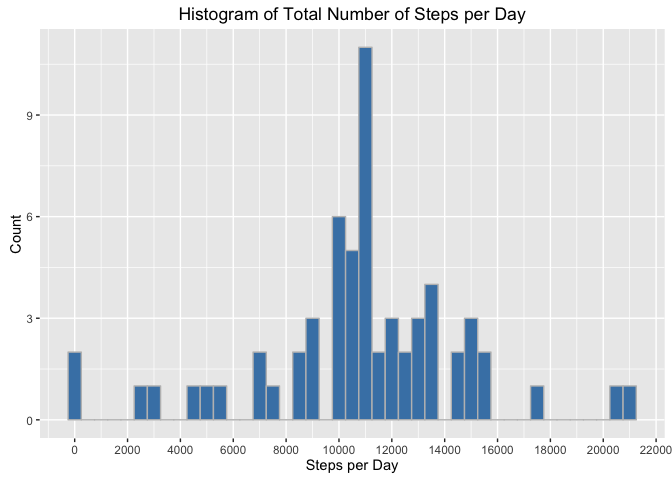 Histogram of Total Number of Steps per Day
Count
9
6
3
0
0 2000 4000 6000 8000 10000 12000 14000 16000 18000 20000 22000
Steps per Day